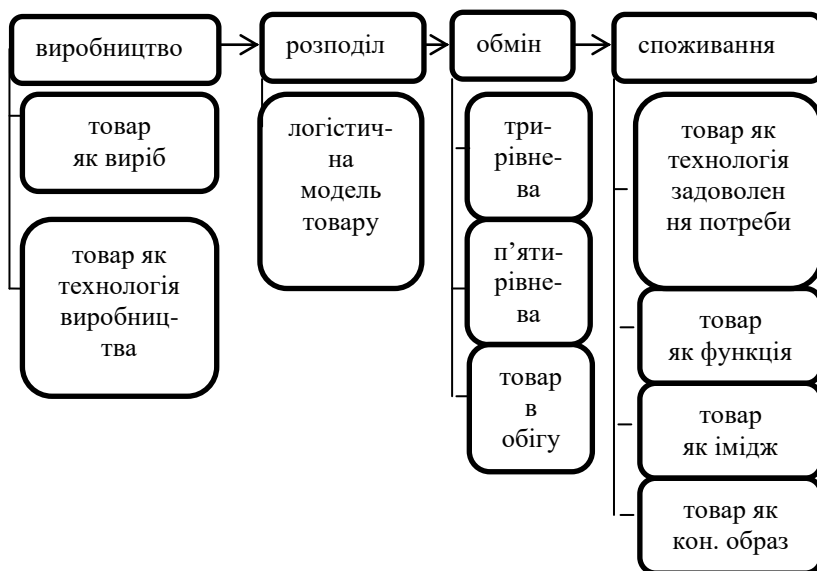 виробництво
розподіл
обмін
споживання
товар
як виріб
товар як
технологія
виробниц-
тва
логістич-
на
модель
товару
три-
рівне-
ва
п’яти-
рівне-
ва
товар
в
обігу
товар як
технологія
задоволен
ня потреби
товар
як функція
товар
як імідж
товар як
кон. образ